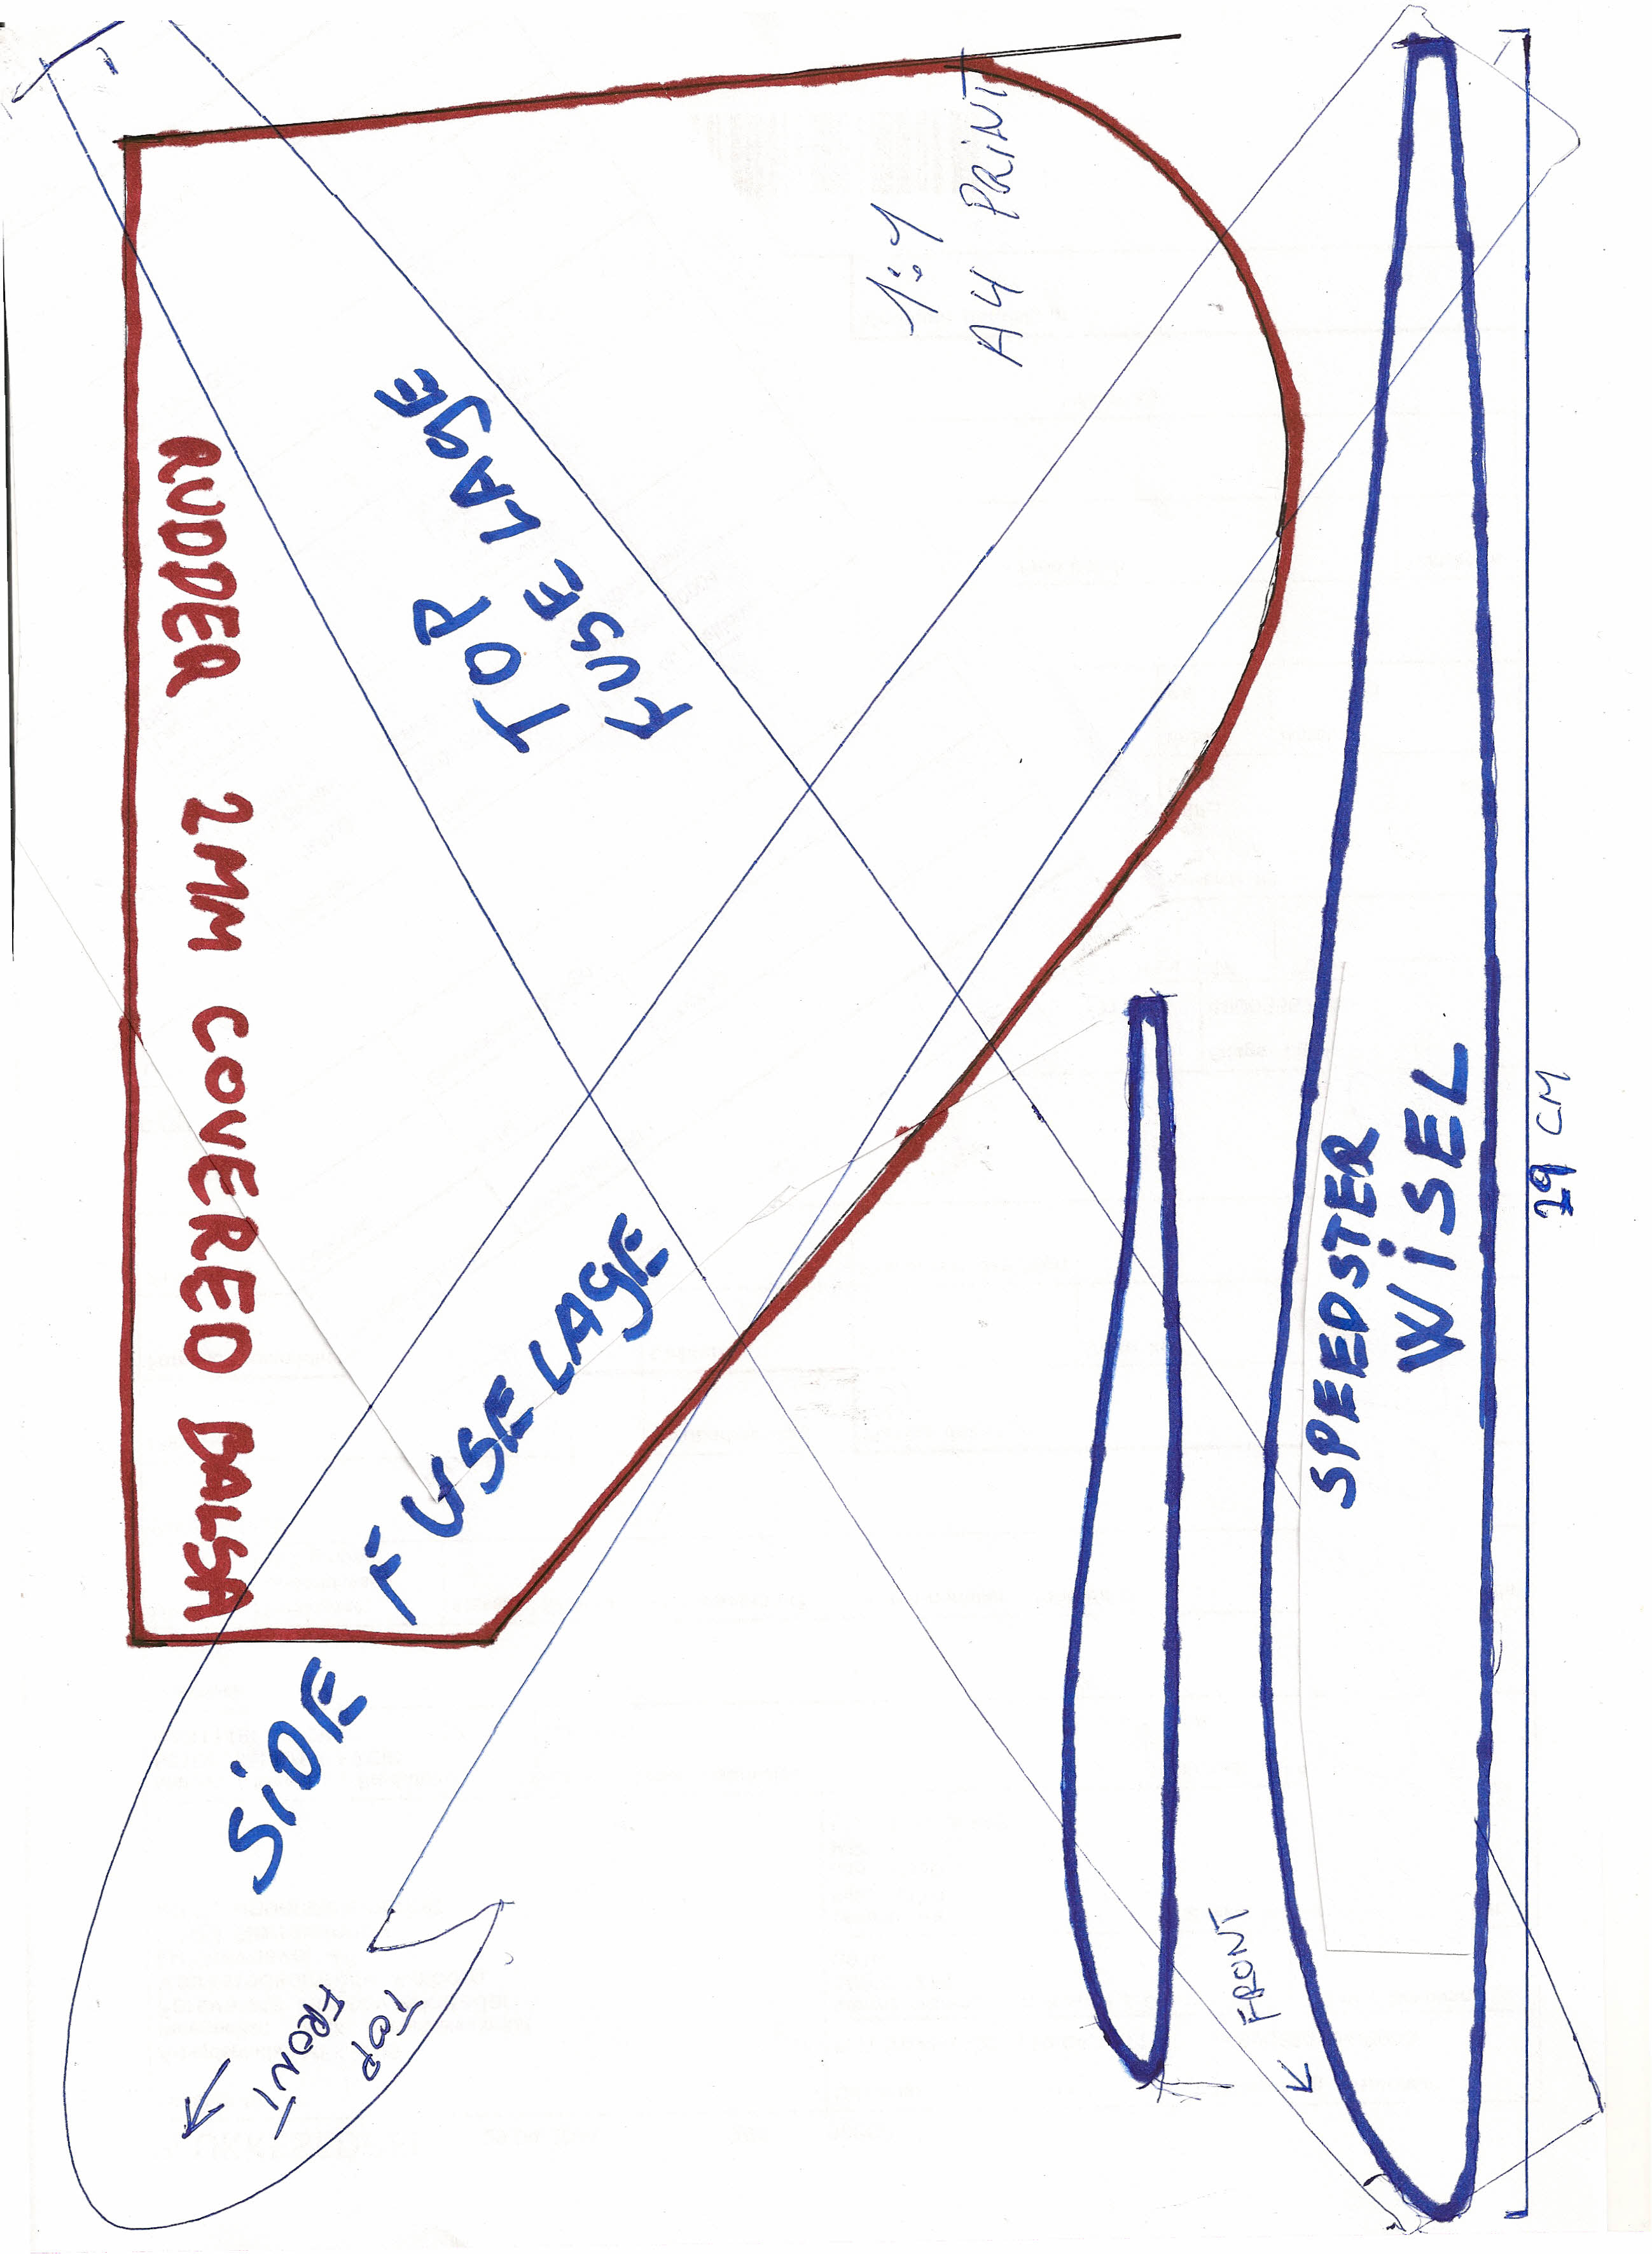 1:1
A4 PRINT
TOP
FUSE LAGE
RUDDER 2MM COVERED BALSA
SIDE FUSELAGE
TOP
FRONT
SPEEDSTER
WiSEL
29 CM
FRONT